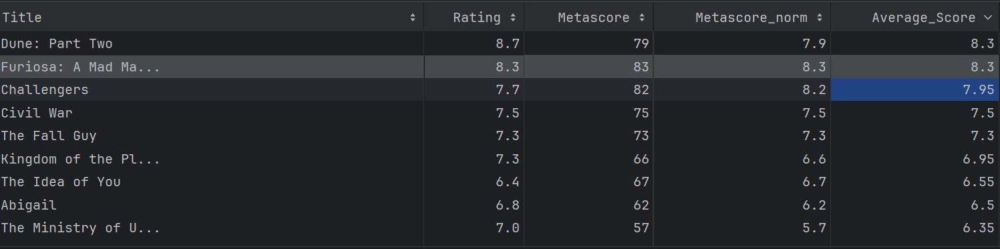 Title Rating Metascore Metascore_norm Average_Score
Dune: Part Two 8.7 79 7.9 8.3
Furiosa: A Mad Ma... 8.3 83 8.3 8.3
Challengers 7.7 82 8.2 7.95
Civil War 7.5 75 7.5 7.5
The Fall Guy 7.3 73 7.3 7.3
Kingdom of the Pl... 7.3 66 6.6 6.95
The Idea of You 6.4 67 6.7 6.55
Abigail 6.8 62 6.2 6.5
The Ministry of U... 7.0 57 5.7 6.35